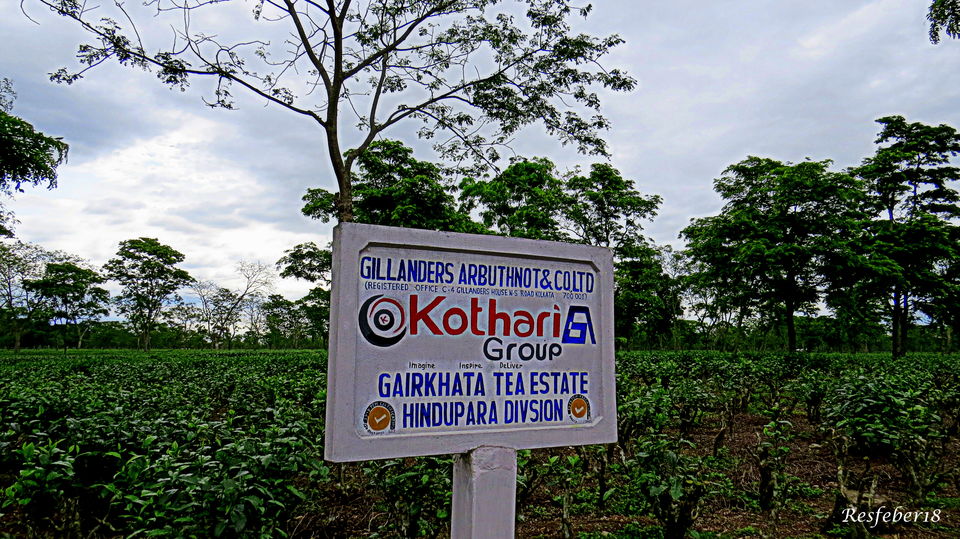 GILLANDERS ARBUTHNOT & CO.LTD
(REGISTERED -OFFICE C-4 GILLANDERS HOUSE N·S· ROAD KOLKATA 700 001)
Kothari
Group
Imagine Inspire Deliver
GAIRKHATA TEA ESTATE
HINDUPARA DIVSION
Resfeber18